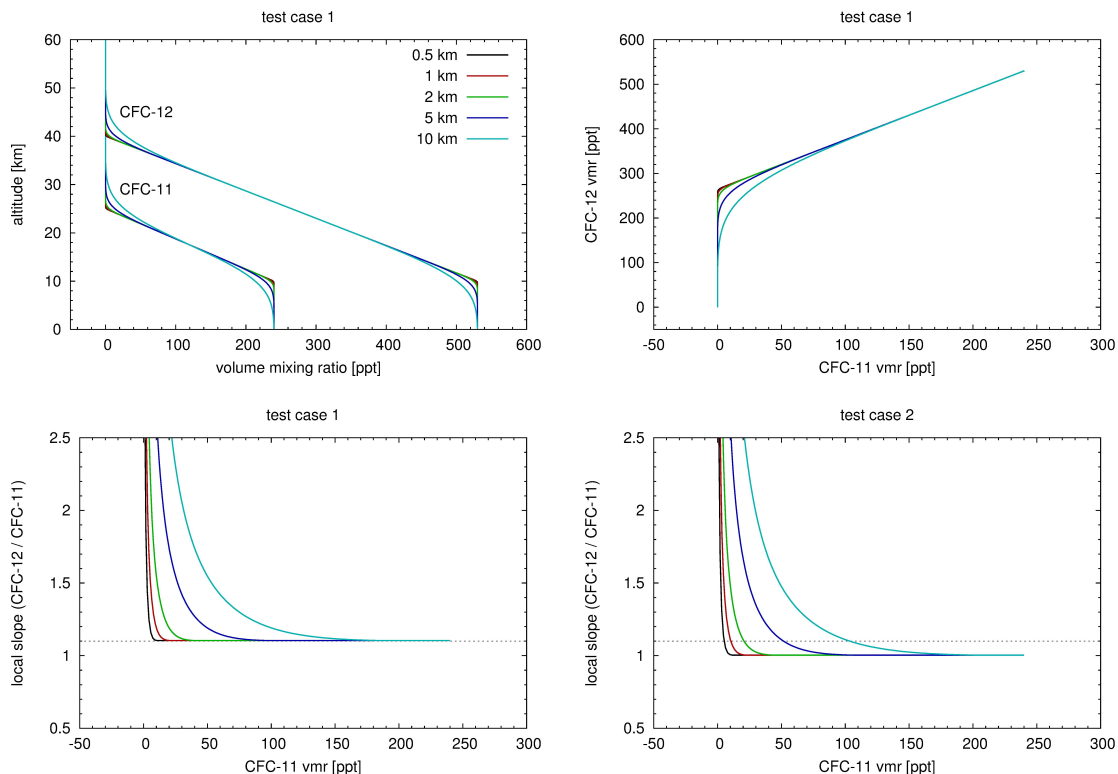 test case 1
60
50
40
30
20
10
0
altitude [km]
CFC-12
CFC-11
0.5 km
1 km
2 km
5 km
10 km
0 100 200 300 400 500 600
volume mixing ratio [ppt]
test case 1
600
500
400
300
200
100
0
CFC-12 vmr [ppt]
-50 0 50 100 150 200 250 300
CFC-11 vmr [ppt]
test case 1
2.5
2
1.5
1
0.5
local slope (CFC-12 / CFC-11)
-50 0 50 100 150 200 250 300
CFC-11 vmr [ppt]
test case 2
2.5
2
1.5
1
0.5
local slope (CFC-12 / CFC-11)
-50 0 50 100 150 200 250 300
CFC-11 vmr [ppt]